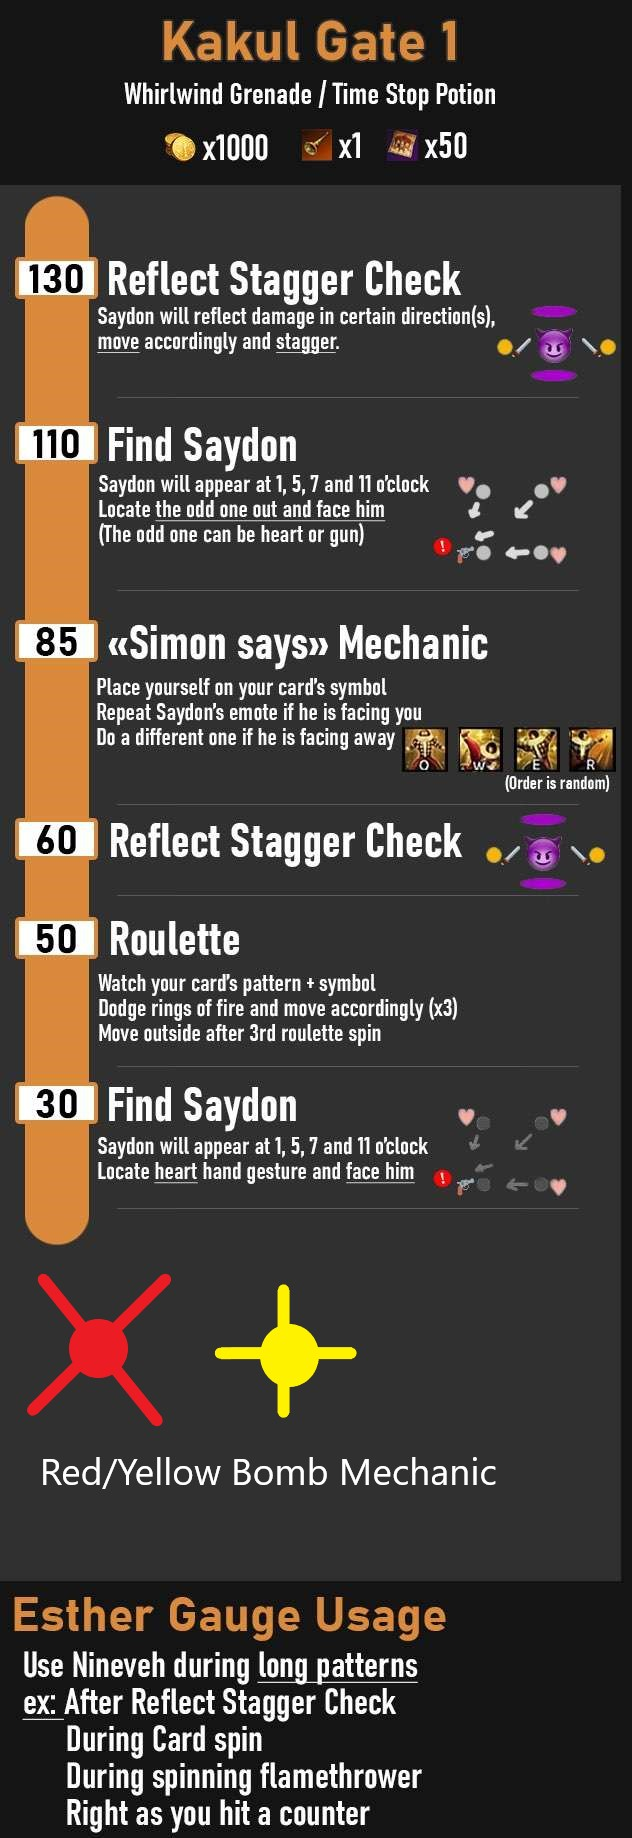 Kakul Gate 1
Whirlwind Grenade / Time Stop Potion
x1000 x1 x50
130 Reflect Stagger Check
Saydon will reflect damage in certain direction(s),
move accordingly and stagger.
110 Find Saydon
Saydon will appear at 1, 5, 7 and 11 o'clock
Locate the odd one out and face him
(The odd one can be heart or gun)
!
85 «Simon says» Mechanic
Place yourself on your card's symbol
Repeat Saydon's emote if he is facing you
Do a different one if he is facing away
Q W E R
(Order is random)
60 Reflect Stagger Check
50 Roulette
Watch your card's pattern + symbol
Dodge rings of fire and move accordingly (x3)
Move outside after 3rd roulette spin
30 Find Saydon
Saydon will appear at 1, 5, 7 and 11 o'clock
Locate heart hand gesture and face him
!
Red/Yellow Bomb Mechanic
Esther Gauge Usage
Use Nineveh during long patterns
ex: After Reflect Stagger Check
During Card spin
During spinning flamethrower
Right as you hit a counter